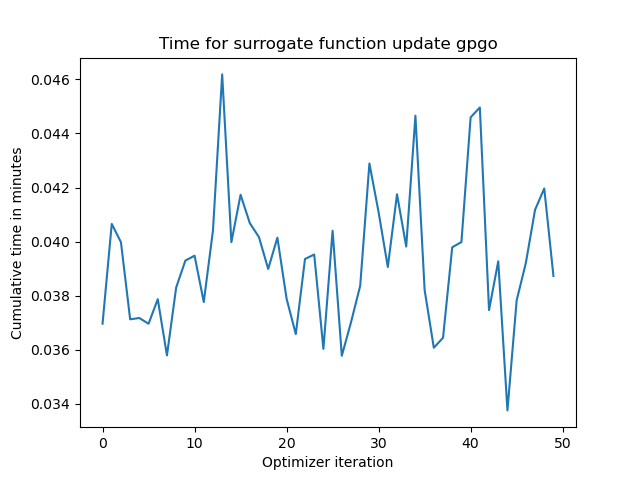 Time for surrogate function update gpgo
Cumulative time in minutes
0.046
0.044
0.042
0.040
0.038
0.036
0.034
0 10 20 30 40 50
Optimizer iteration